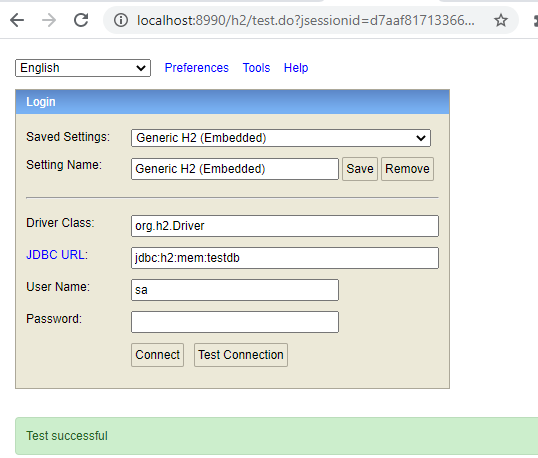 localhost:8990/h2/test.do?jsessionid=d7aaf81713366...
English Preferences Tools Help
Login
Saved Settings: Generic H2 (Embedded)
Setting Name: Generic H2 (Embedded) Save Remove
Driver Class: org.h2.Driver
JDBC URL: jdbc:h2:mem:testdb
User Name: sa
Password:
Connect Test Connection
Test successful